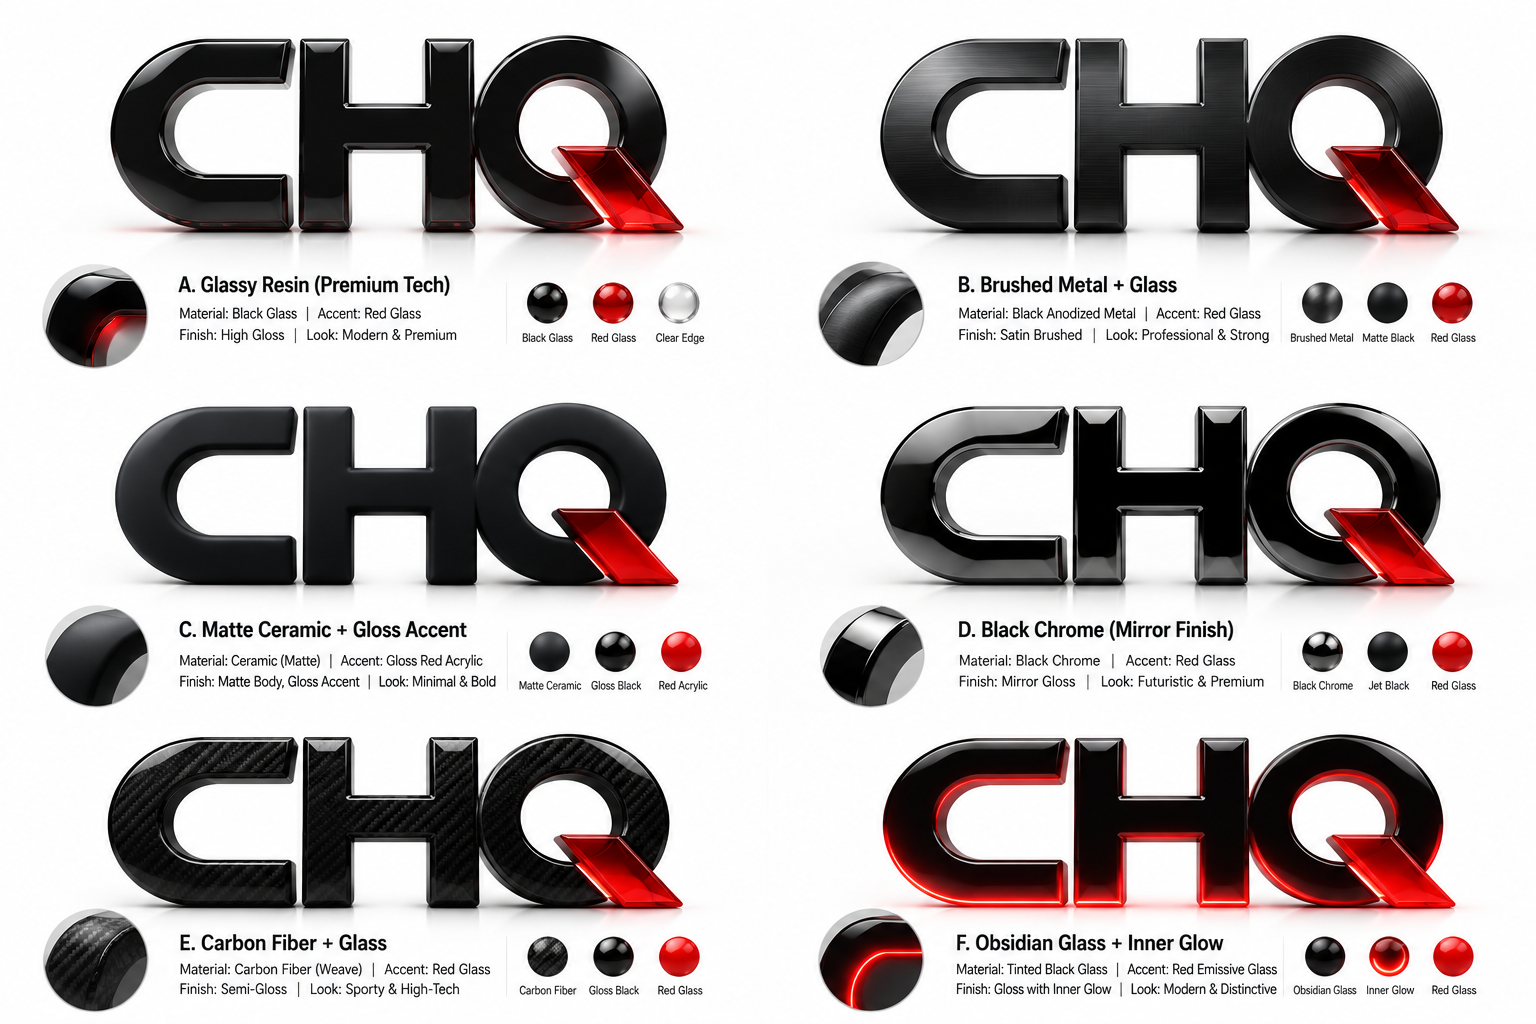 CHQ
A. Glassy Resin (Premium Tech)
Material: Black Glass | Accent: Red Glass
Finish: High Gloss | Look: Modern & Premium
Black Glass Red Glass Clear Edge
CHQ
B. Brushed Metal + Glass
Material: Black Anodized Metal | Accent: Red Glass
Finish: Satin Brushed | Look: Professional & Strong
Brushed Metal Matte Black Red Glass
CHQ
C. Matte Ceramic + Gloss Accent
Material: Ceramic (Matte) | Accent: Gloss Red Acrylic
Finish: Matte Body, Gloss Accent | Look: Minimal & Bold
Matte Ceramic Gloss Black Red Acrylic
CHQ
D. Black Chrome (Mirror Finish)
Material: Black Chrome | Accent: Red Glass
Finish: Mirror Gloss | Look: Futuristic & Premium
Black Chrome Jet Black Red Glass
CHQ
E. Carbon Fiber + Glass
Material: Carbon Fiber (Weave) | Accent: Red Glass
Finish: Semi-Gloss | Look: Sporty & High-Tech
Carbon Fiber Gloss Black Red Glass
CHQ
F. Obsidian Glass + Inner Glow
Material: Tinted Black Glass | Accent: Red Emissive Glass
Finish: Gloss with Inner Glow | Look: Modern & Distinctive
Obsidian Glass Inner Glow Red Glass